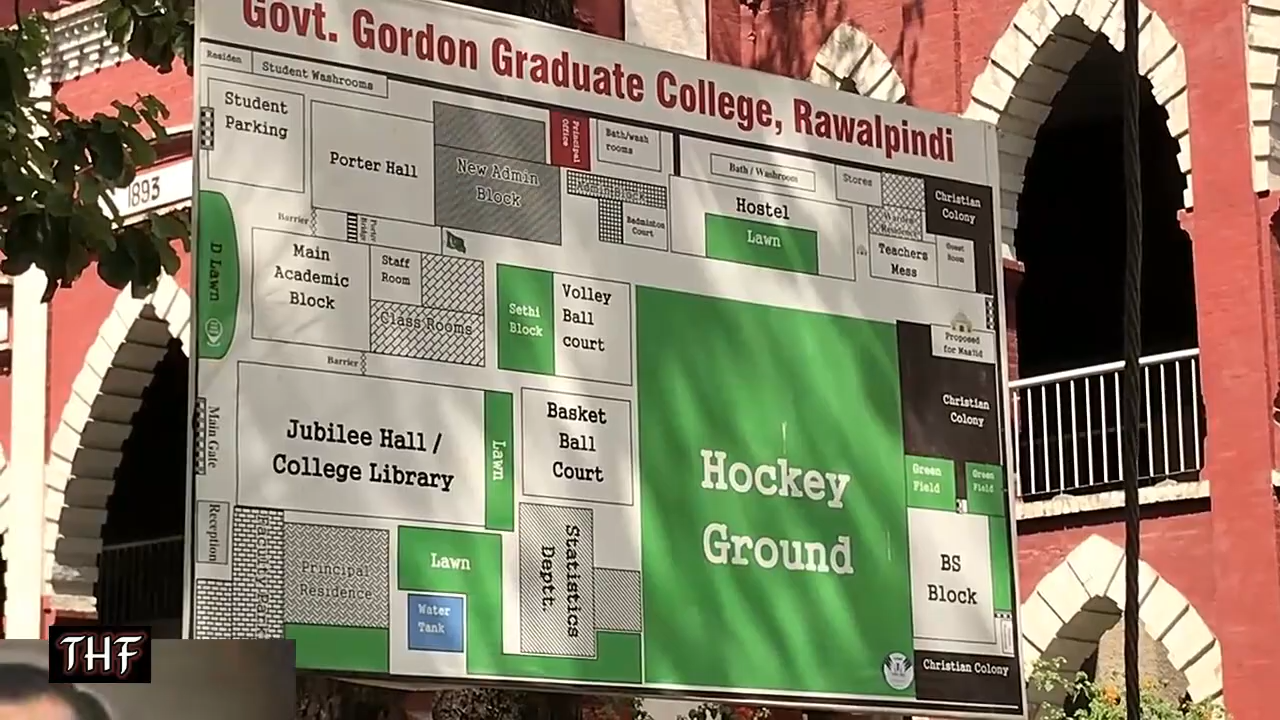 Govt. Gordon Graduate College, Rawalpindi
Residen
Student Washrooms
Student
Parking
Porter Hall
New Admin
Block
Principal
Office
Bath/wash
rooms
Bath / Washroom
Stores
Christian
Colony
1893
Barrier
Badminton
Court
Hostel
Lawn
Teachers
Mess
Guest
Room
D Lawn
Main
Academic
Block
Staff
Room
Class Rooms
Sethi
Block
Volley
Ball
court
Proposed
for Masjid
Barrier
Christian
Colony
Main Gate
Jubilee Hall /
College Library
Lawn
Basket
Ball
Court
Hockey
Ground
Green
Field
Green
Field
Reception
Faculty Parking
Principal
Residence
Lawn
Water
Tank
Statistics
Deptt.
BS
Block
Christian Colony
THF